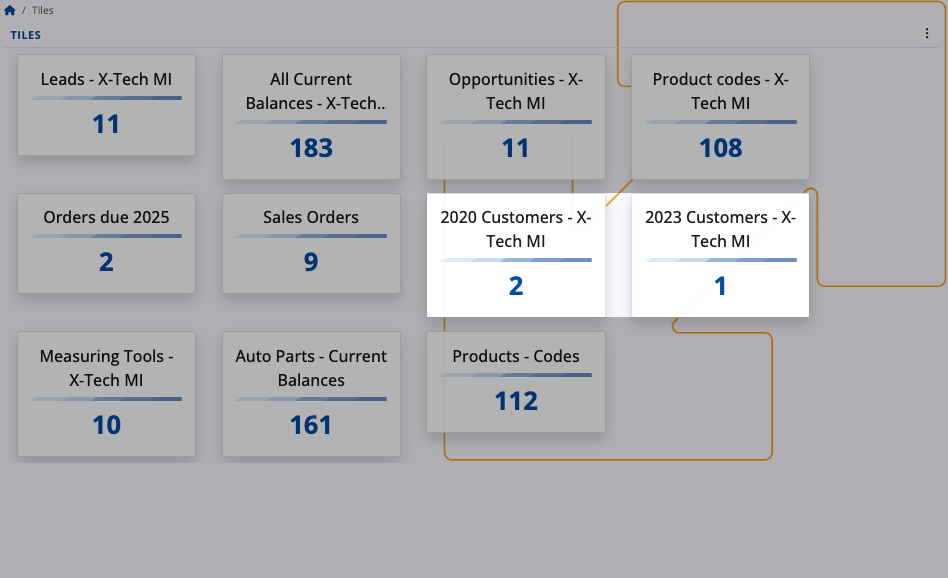 / Tiles
TILES
Leads - X-Tech MI
11
All Current
Balances - X-Tech...
183
Opportunities - X-
Tech MI
11
Product codes - X-
Tech MI
108
Orders due 2025
2
Sales Orders
9
2020 Customers - X-
Tech MI
2
2023 Customers - X-
Tech MI
1
Measuring Tools -
X-Tech MI
10
Auto Parts - Current
Balances
161
Products - Codes
112